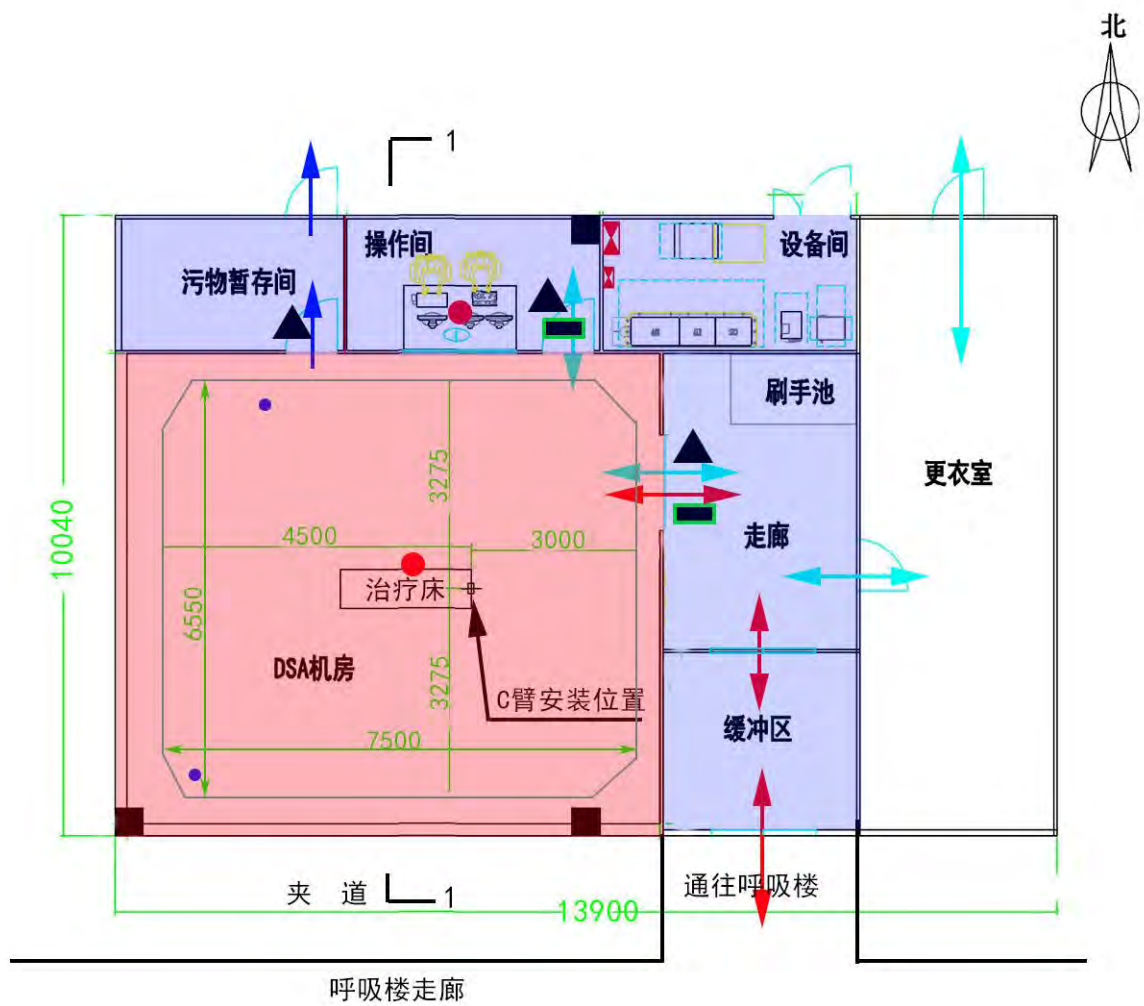 北
1
操作间
设备间
污物暂存间
刷手池
更衣室
3275
10040
4500
3000
走廊
治疗床
6550
DSA机房
3275
C臂安装位置
缓冲区
7500
夹 道
1
通往呼吸楼
13900
呼吸楼走廊